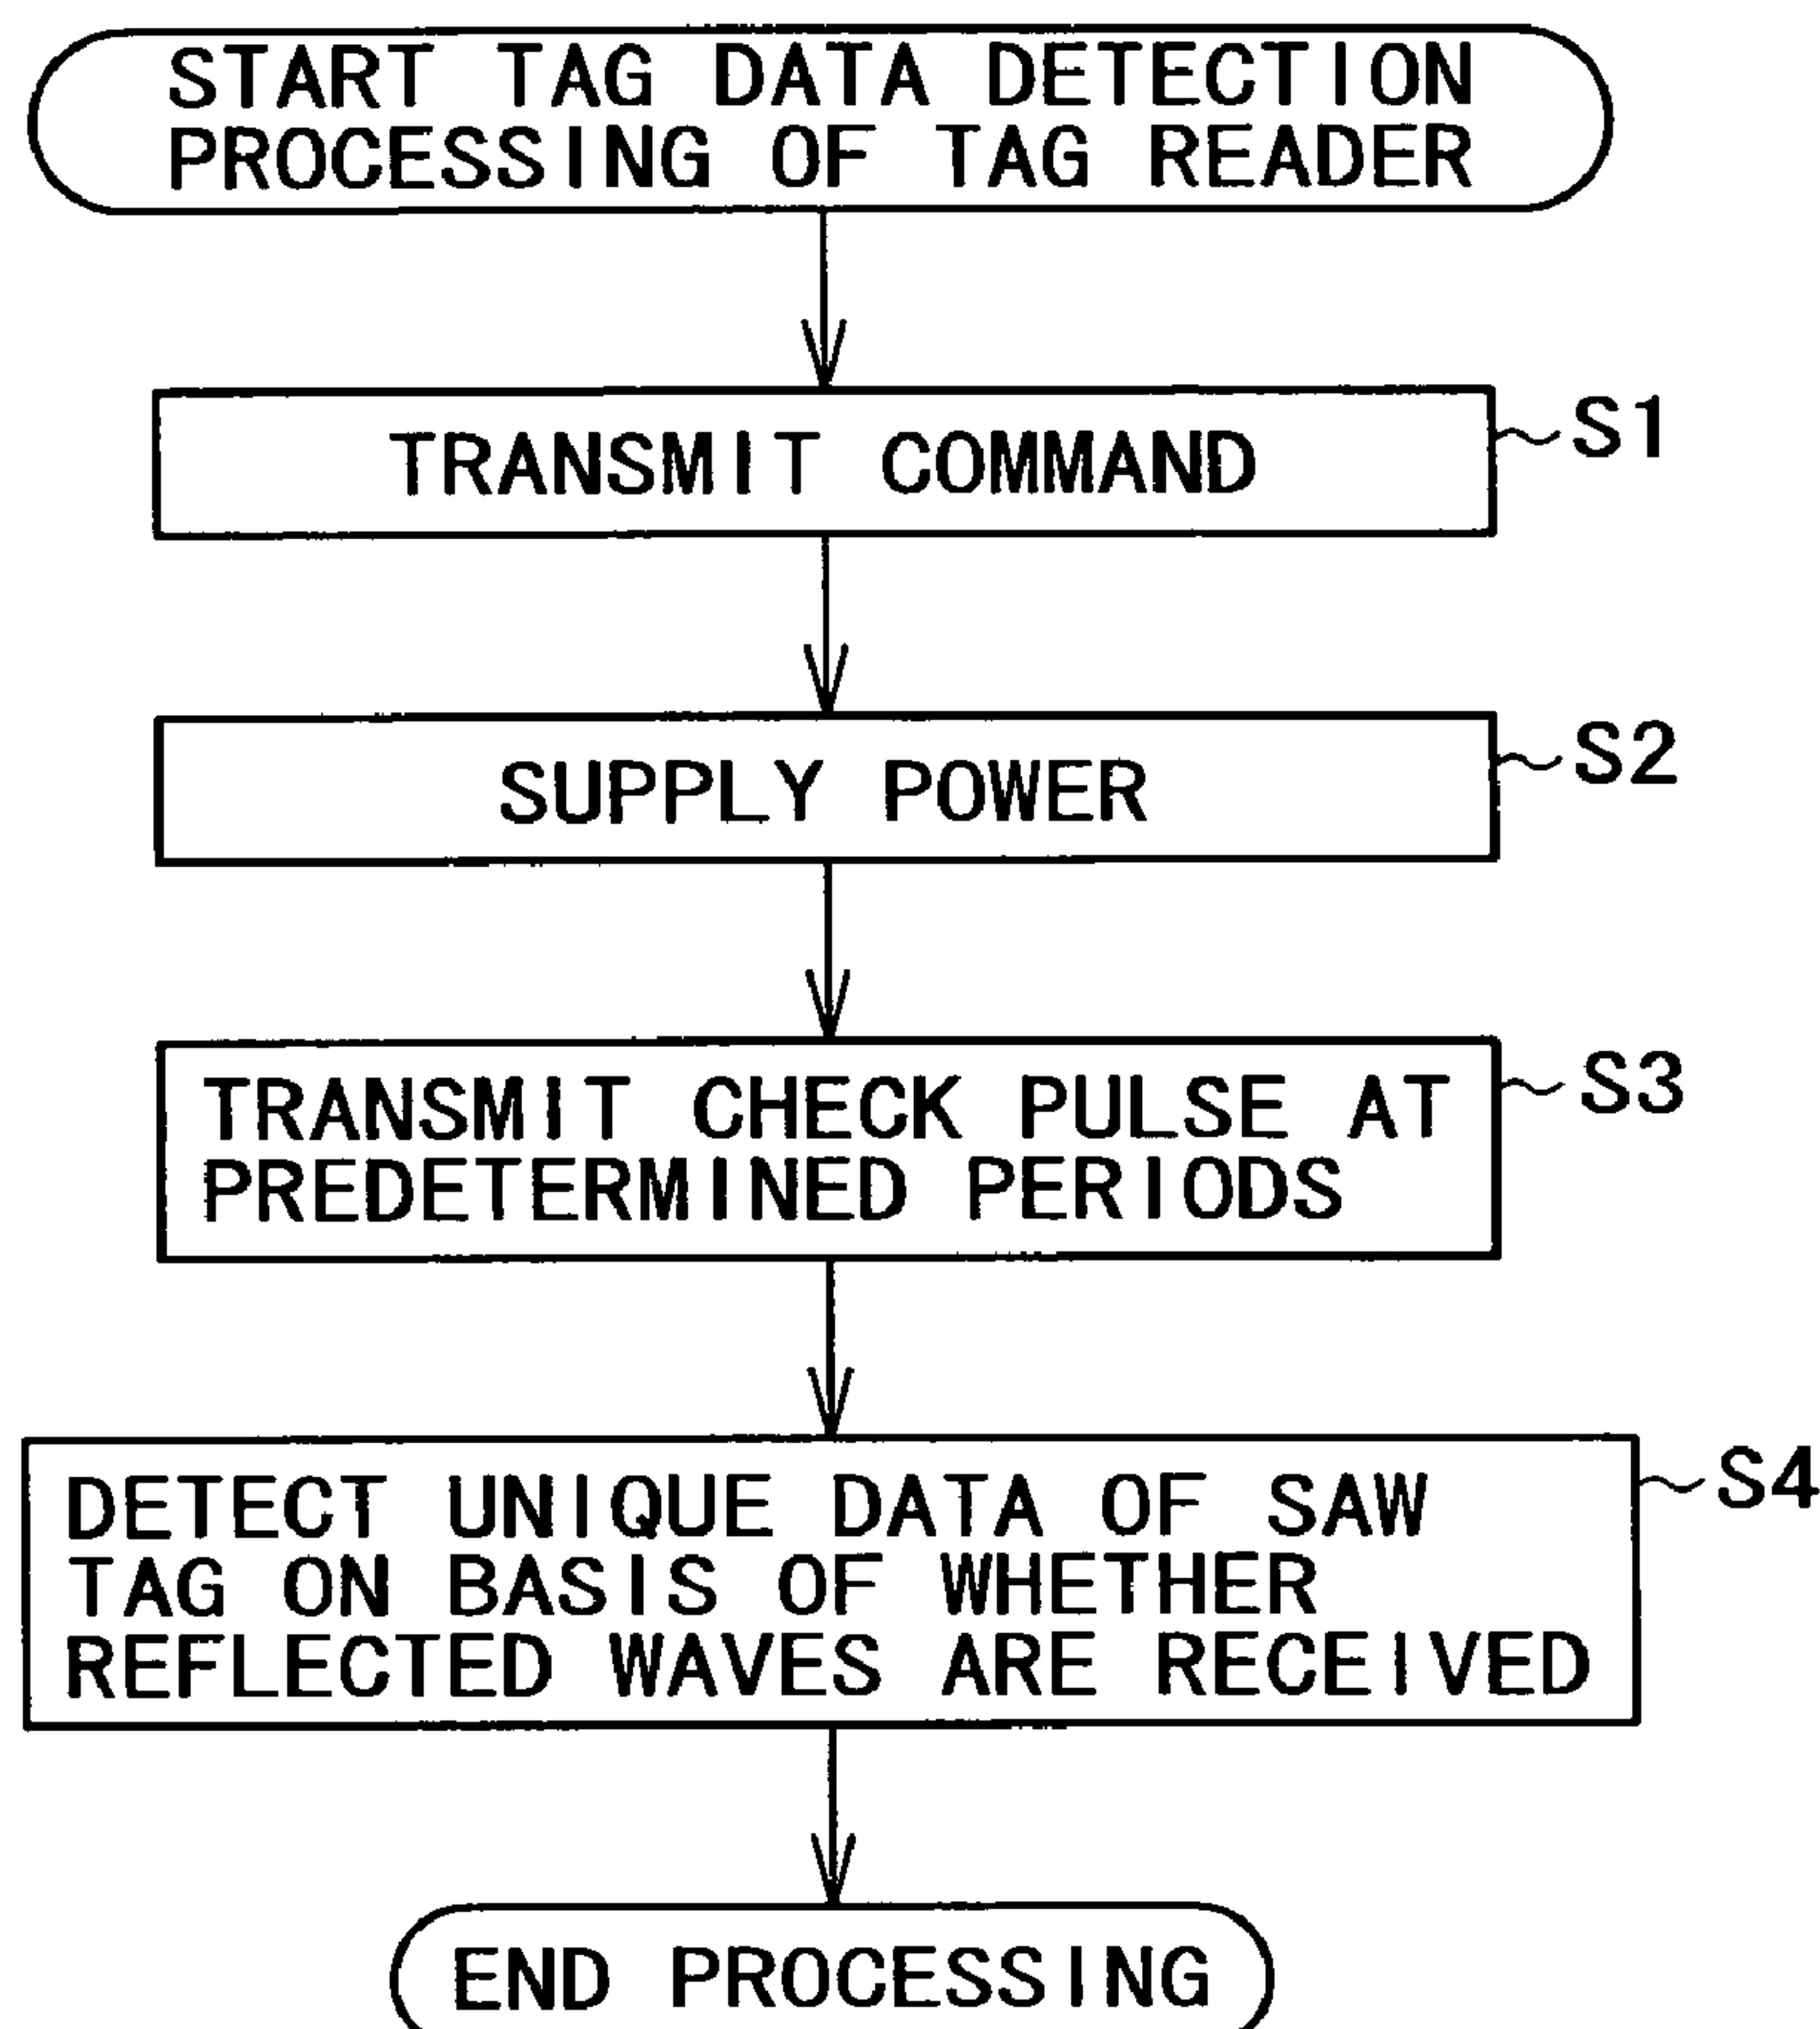 START TAG DATA DETECTION
PROCESSING OF TAG READER
TRANSMIT COMMAND
S1
SUPPLY POWER
S2
TRANSMIT CHECK PULSE AT
PREDETERMINED PERIODS
S3
DETECT UNIQUE DATA OF SAW
TAG ON BASIS OF WHETHER
REFLECTED WAVES ARE RECEIVED
S4
END PROCESSING